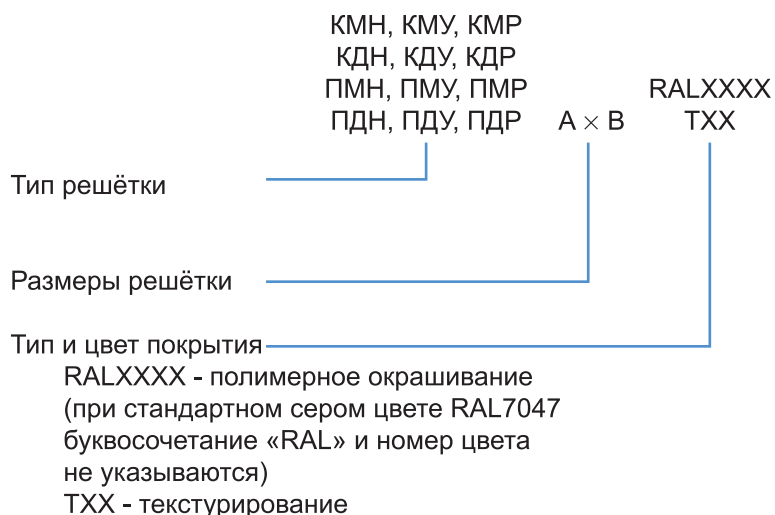 КМН, КМУ, КМР
КДН, КДУ, КДР
ПМН, ПМУ, ПМР RALXXXX
ПДН, ПДУ, ПДР A × B TXX
Тип решётки
Размеры решётки
Тип и цвет покрытия
RALXXXX - полимерное окрашивание
(при стандартном сером цвете RAL7047
буквосочетание «RAL» и номер цвета
не указываются)
TXX - текстурирование